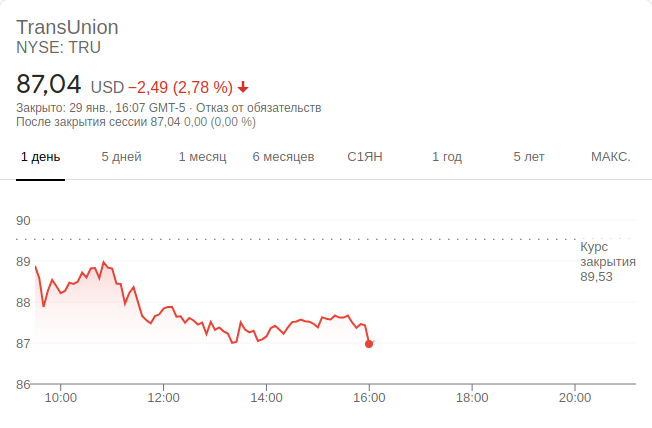 TransUnion
NYSE: TRU
87,04 USD −2,49 (2,78 %)
Закрыто: 29 янв., 16:07 GMT-5 · Отказ от обязательств
После закрытия сессии 87,04 0,00 (0,00 %)
1 день 5 дней 1 месяц 6 месяцев С1ЯН 1 год 5 лет МАКС.
90
Курс
закрытия
89,53
89
88
87
86
10:00 12:00 14:00 16:00 18:00 20:00